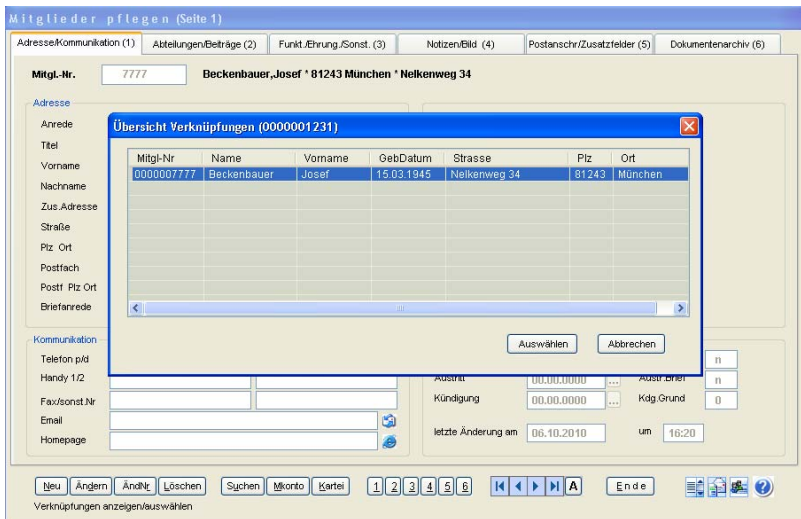 Mitglieder pflegen (Seite 1)
Adresse/Kommunikation (1) Abteilungen/Beiträge (2) Funkt./Ehrung./Sonst. (3) Notizen/Bild (4) Postanschr/Zusatzfelder (5) Dokumentenarchiv (6)
Mitgl.-Nr. 7777 Beckenbauer,Josef * 81243 München * Nelkenweg 34
Adresse
Anrede
Titel
Vorname
Nachname
Zus.Adresse
Straße
Plz Ort
Postfach
Postf Plz Ort
Briefanrede
Übersicht Verknüpfungen (0000001231)
Mitgl-Nr Name Vorname GebDatum Strasse Plz Ort
0000007777 Beckenbauer Josef 15.03.1945 Nelkenweg 34 81243 München
Auswählen Abbrechen
Kommunikation
Telefon p/d n
Handy 1/2 Austritt 00.00.0000 ... Austr.Brief n
Fax/sonst.Nr Kündigung 00.00.0000 ... Kdg.Grund 0
Email
Homepage letzte Änderung am 06.10.2010 um 16:20
Neu Ändern ÄndNr Löschen Suchen Mkonto Kartei 1 2 3 4 5 6 A Ende ?
Verknüpfungen anzeigen/auswählen